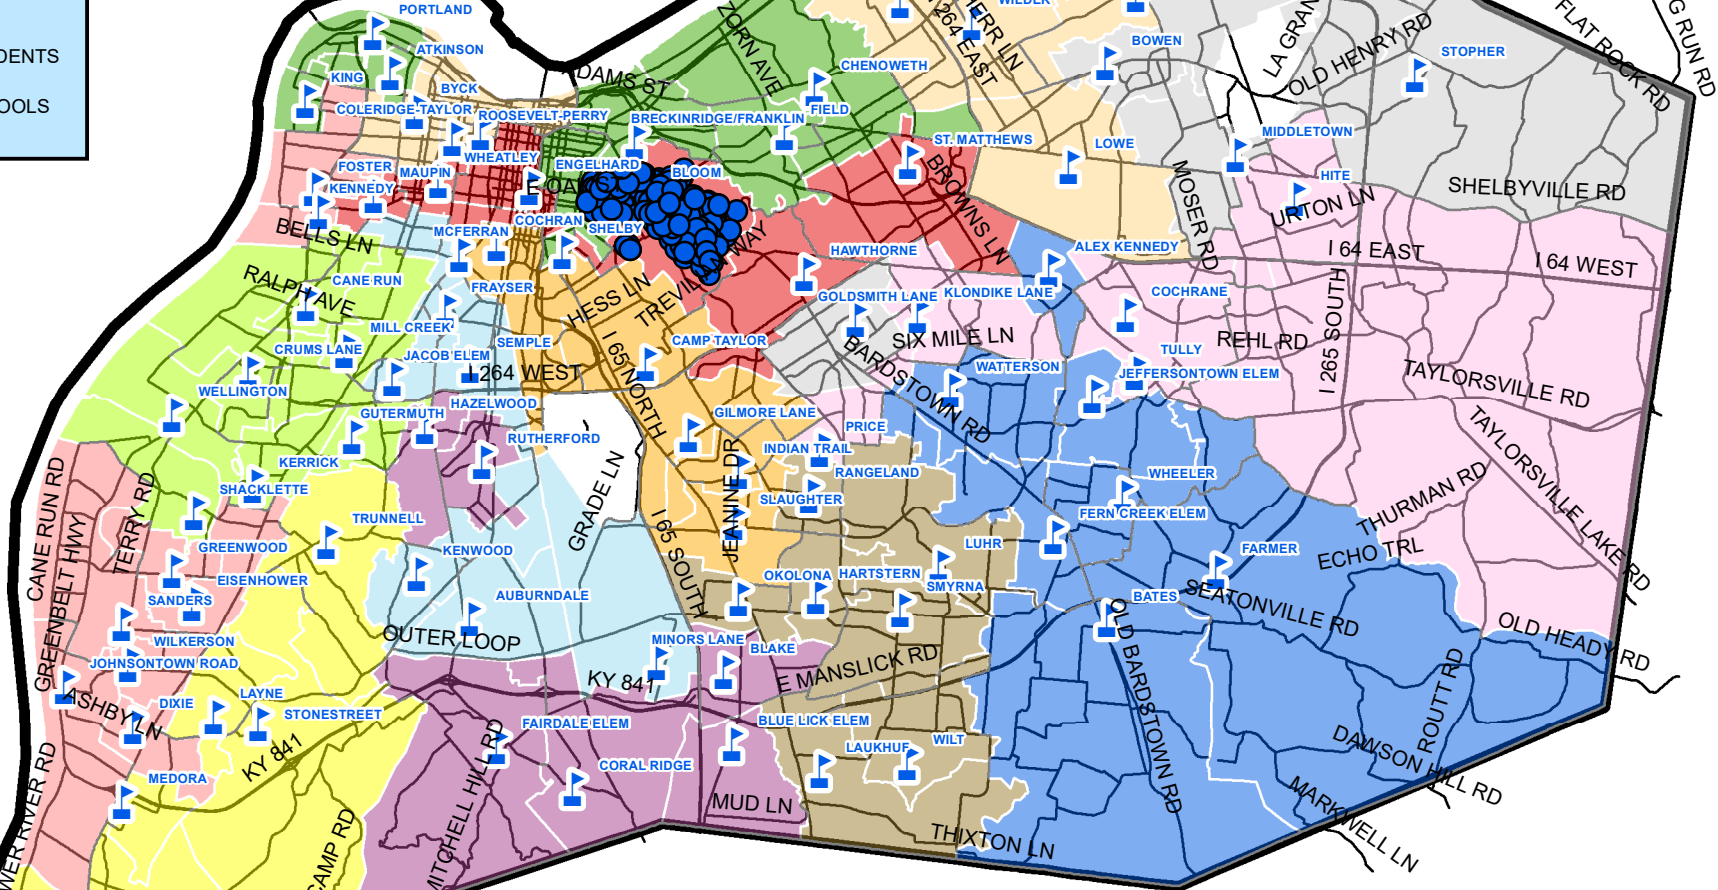 DENTS
OOLS
PORTLAND
ATKINSON
KING
BYCK
COLERIDGE-TAYLOR
ROOSEVELT-PERRY
WHEATLEY
FOSTER
MAUPIN
KENNEDY
ENGELHARD
BRECKINRIDGE/FRANKLIN
CHENOWETH
FIELD
BLOOM
COCHRAN
SHELBY
MCFERRAN
ST. MATTHEWS
BOWEN
LOWE
STOPHER
MIDDLETOWN
HITE
ZORN AVE
I 264 EAST
LA GRAN
OLD HENRY RD
FLAT ROCK RD
G RUN RD
SHELBYVILLE RD
MOSER RD
URTON LN
BROWNS LN
I 64 EAST
I 64 WEST
BELLS LN
RALPH AVE
CANE RUN
FRAYSER
HAWTHORNE
ALEX KENNEDY
GOLDSMITH LANE
KLONDIKE LANE
COCHRANE
HESS LN
MILL CREEK
CRUMS LANE
JACOB ELEM
SEMPLE
CAMP TAYLOR
SIX MILE LN
REHL RD
I 265 SOUTH
TULLY
WATTERSON
JEFFERSONTOWN ELEM
TAYLORSVILLE RD
I 264 WEST
I 65 NORTH
BARDSTOWN RD
WELLINGTON
GUTERMUTH
HAZELWOOD
RUTHERFORD
GILMORE LANE
PRICE
INDIAN TRAIL
RANGELAND
KERRICK
SHACKLETTE
SLAUGHTER
WHEELER
FERN CREEK ELEM
TAYLORSVILLE LAKE RD
THURMAN RD
ECHO TRL
CANE RUN RD
TERRY RD
GREENBELT HWY
TRUNNELL
GRADE LN
JEANINE DR
I 65 SOUTH
GREENWOOD
KENWOOD
LUHR
FARMER
EISENHOWER
SANDERS
AUBURNDALE
OKOLONA
HARTSTERN
SMYRNA
BATES
SEATONVILLE RD
OLD HEADY RD
WILKERSON
JOHNSONTOWN ROAD
OUTER LOOP
MINORS LANE
BLAKE
E MANSLICK RD
KY 841
OLD BARDSTOWN RD
ROUTT RD
ASHBY LN
DIXIE
LAYNE
STONESTREET
FAIRDALE ELEM
BLUE LICK ELEM
LAUKHUF
WILT
KY 841
MEDORA
CORAL RIDGE
MUD LN
MITCHELL HILL RD
THIXTON LN
DAWSON HILL RD
MARKWELL LN
CAMP RD
WER RIVER RD